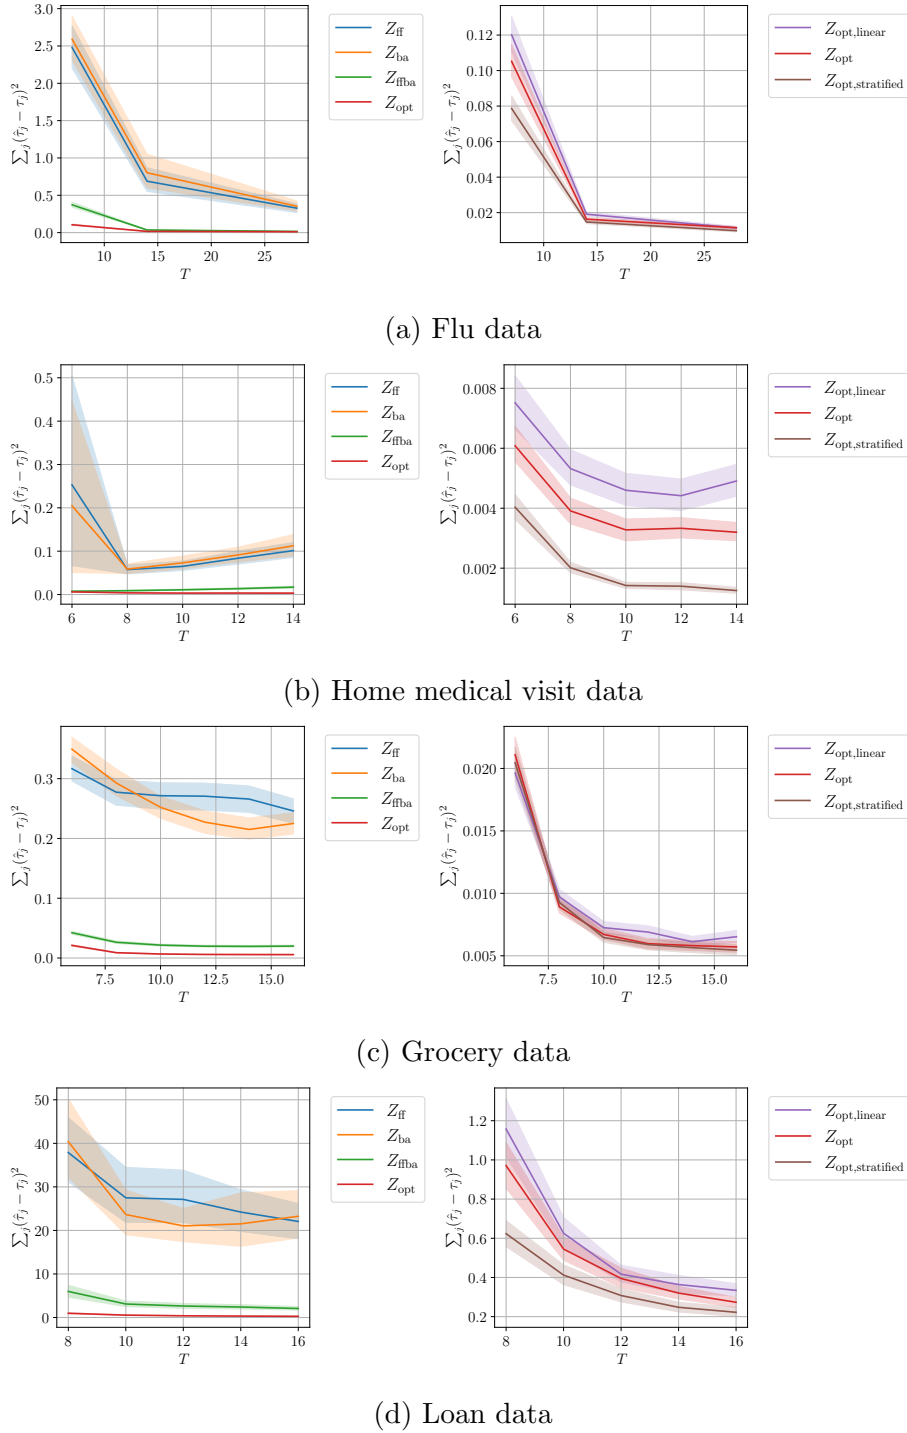 3.0
2.5
2.0
1.5
1.0
0.5
0.0
∑j(τ̂j − τj)²
10 15 20 25
T
Zff
Zba
Zffba
Zopt
0.12
0.10
0.08
0.06
0.04
0.02
∑j(τ̂j − τj)²
10 15 20 25
T
Zopt,linear
Zopt
Zopt,stratified
(a) Flu data
0.5
0.4
0.3
0.2
0.1
0.0
∑j(τ̂j − τj)²
6 8 10 12 14
T
Zff
Zba
Zffba
Zopt
0.008
0.006
0.004
0.002
∑j(τ̂j − τj)²
6 8 10 12 14
T
Zopt,linear
Zopt
Zopt,stratified
(b) Home medical visit data
0.3
0.2
0.1
0.0
∑j(τ̂j − τj)²
7.5 10.0 12.5 15.0
T
Zff
Zba
Zffba
Zopt
0.020
0.015
0.010
0.005
∑j(τ̂j − τj)²
7.5 10.0 12.5 15.0
T
Zopt,linear
Zopt
Zopt,stratified
(c) Grocery data
50
40
30
20
10
0
∑j(τ̂j − τj)²
8 10 12 14 16
T
Zff
Zba
Zffba
Zopt
1.2
1.0
0.8
0.6
0.4
0.2
∑j(τ̂j − τj)²
8 10 12 14 16
T
Zopt,linear
Zopt
Zopt,stratified
(d) Loan data